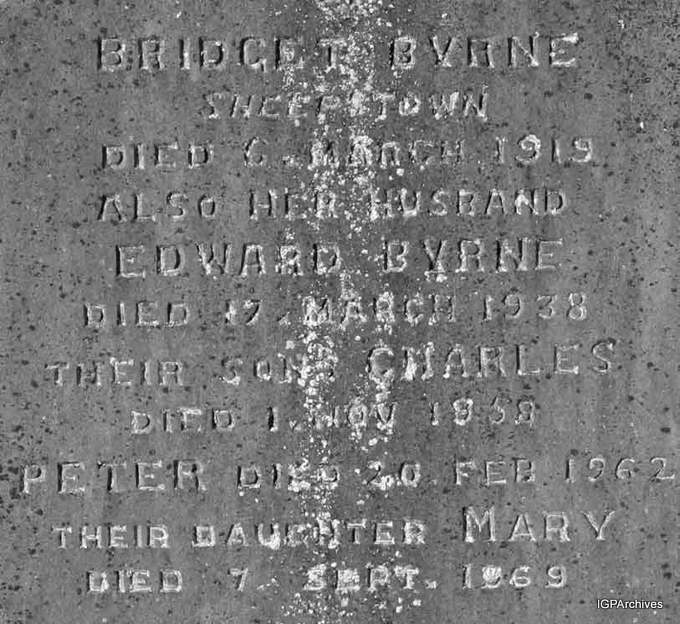 BRIDGET BYRNE
SHEEPSTOWN
DIED 6. MARCH 1919
ALSO HER HUSBAND
EDWARD BYRNE
DIED 17. MARCH 1938
THEIR SONS CHARLES
DIED 1. NOV
PETER DIED 20 FEB 1962
THEIR DAUGHTER MARY
DIED 7 SEPT. 1969
IGPArchives